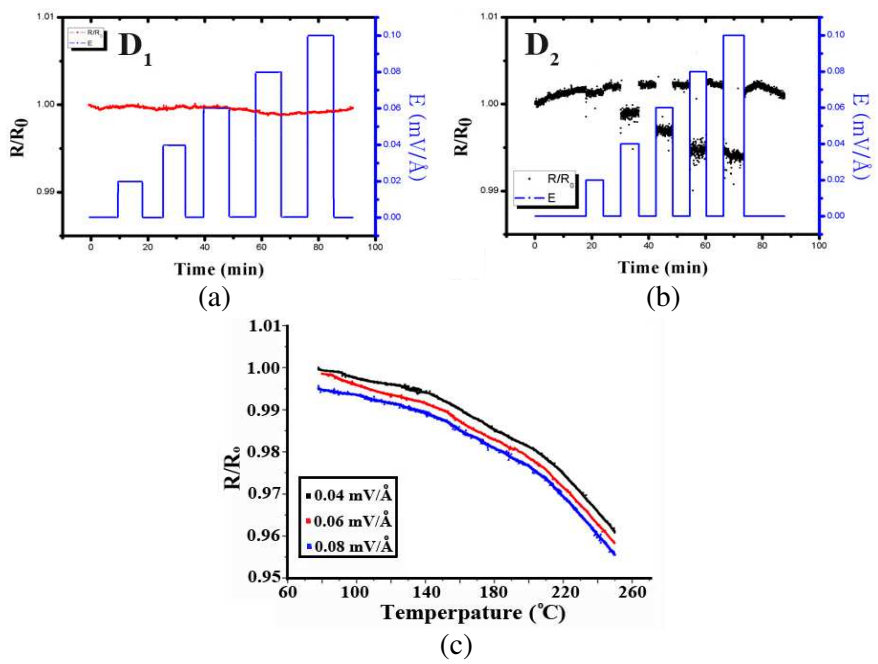 D1
R/R0
E
1.01
1.00
0.99
R/R0
0.10
0.08
0.06
0.04
0.02
0.00
E (mV/Å)
0 20 40 60 80 100
Time (min)
(a)
D2
1.01
1.00
0.99
R/R0
R/R0
E
0.10
0.08
0.06
0.04
0.02
0.00
E (mV/Å)
0 20 40 60 80 100
Time (min)
(b)
1.01
1.00
0.99
0.98
0.97
0.96
0.95
R/R0
0.04 mV/Å
0.06 mV/Å
0.08 mV/Å
60 100 140 180 220 260
Temperpature (°C)
(c)